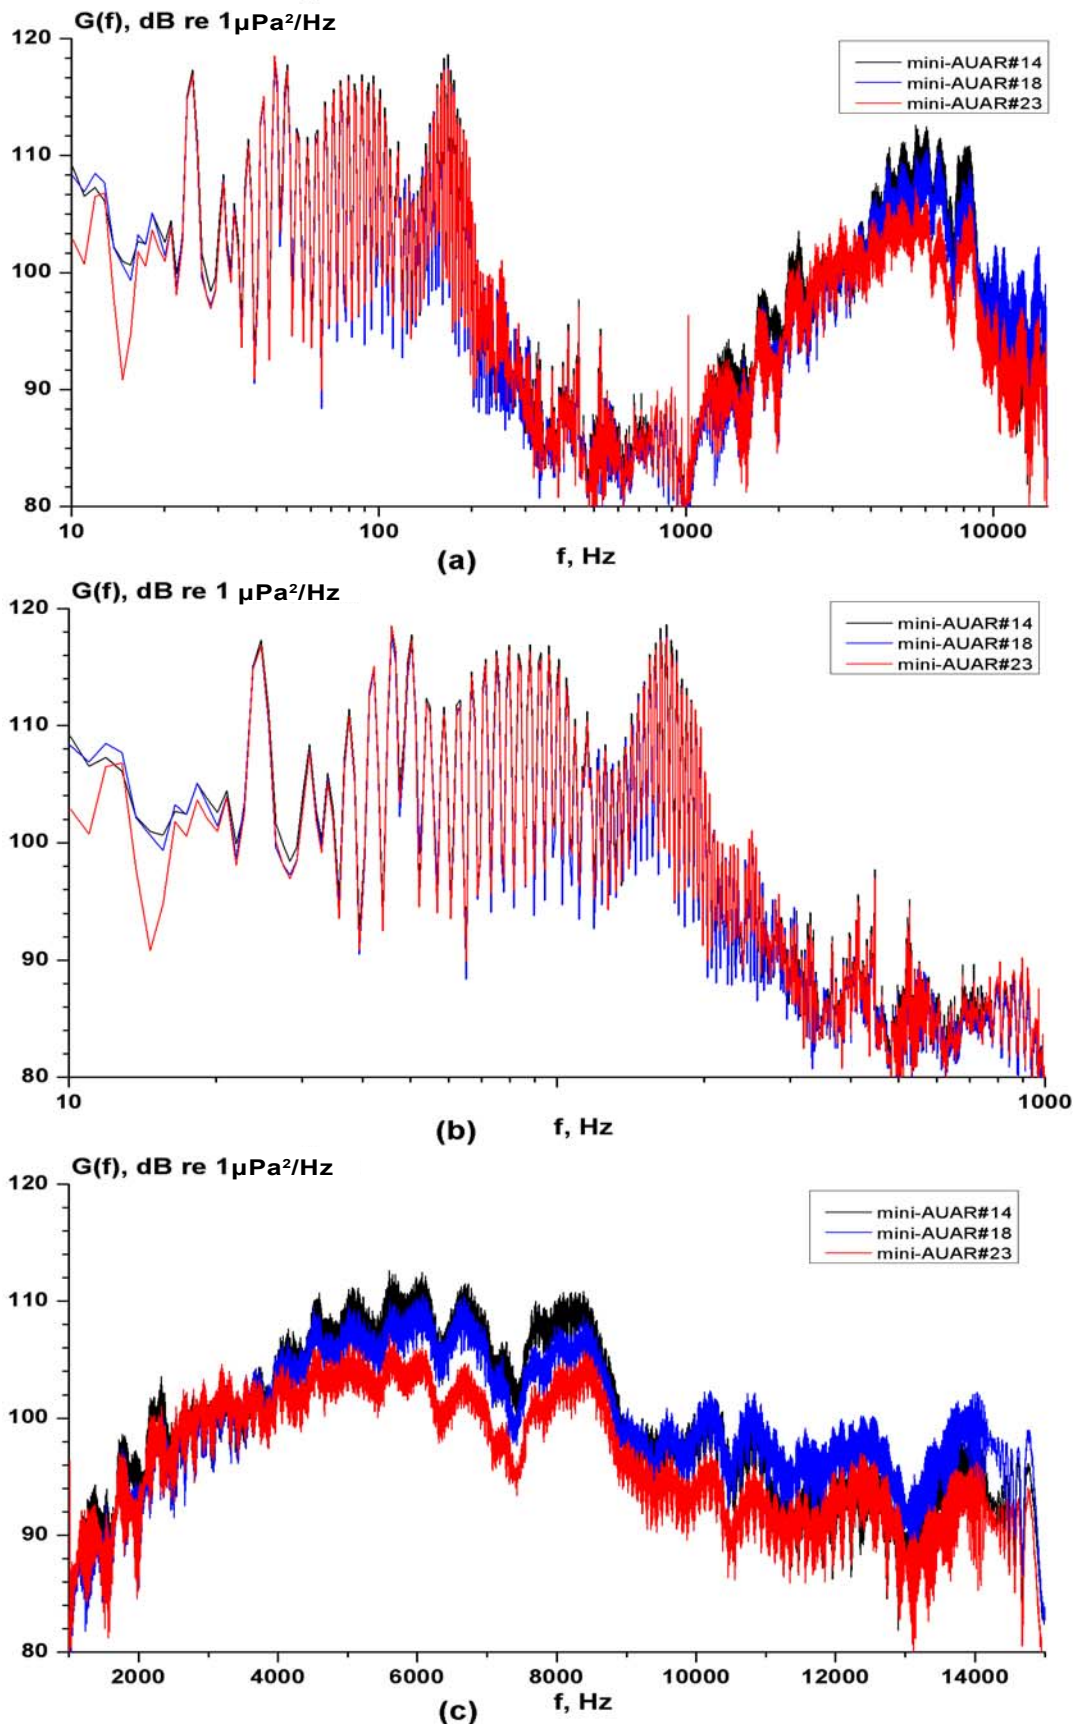 G(f), dB re 1μPa²/Hz
120
mini-AUAR#14
mini-AUAR#18
mini-AUAR#23
110
100
90
80
10
100
1000
10000
(a)
f, Hz
G(f), dB re 1 μPa²/Hz
120
mini-AUAR#14
mini-AUAR#18
mini-AUAR#23
110
100
90
80
10
1000
(b)
f, Hz
G(f), dB re 1μPa²/Hz
120
mini-AUAR#14
mini-AUAR#18
mini-AUAR#23
110
100
90
80
2000
4000
6000
8000
10000
12000
14000
(c)
f, Hz